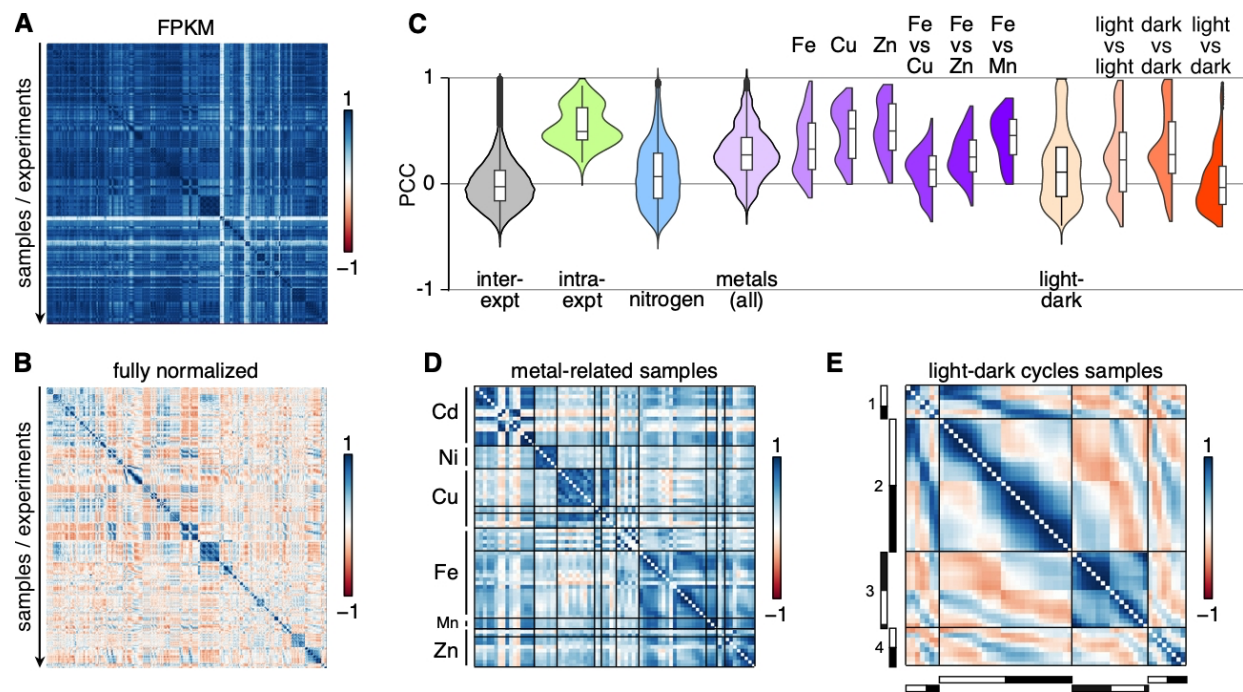 A
FPKM
samples / experiments
1
−1
B
fully normalized
samples / experiments
1
−1
C
Fe Cu Zn
Fe vs Cu
Fe vs Zn
Fe vs Mn
light vs light
dark vs dark
light vs dark
PCC
1
0
-1
inter-expt
intra-expt
nitrogen
metals (all)
light-dark
D
metal-related samples
Cd
Ni
Cu
Fe
Mn
Zn
1
−1
E
light-dark cycles samples
1
2
3
4
1
−1